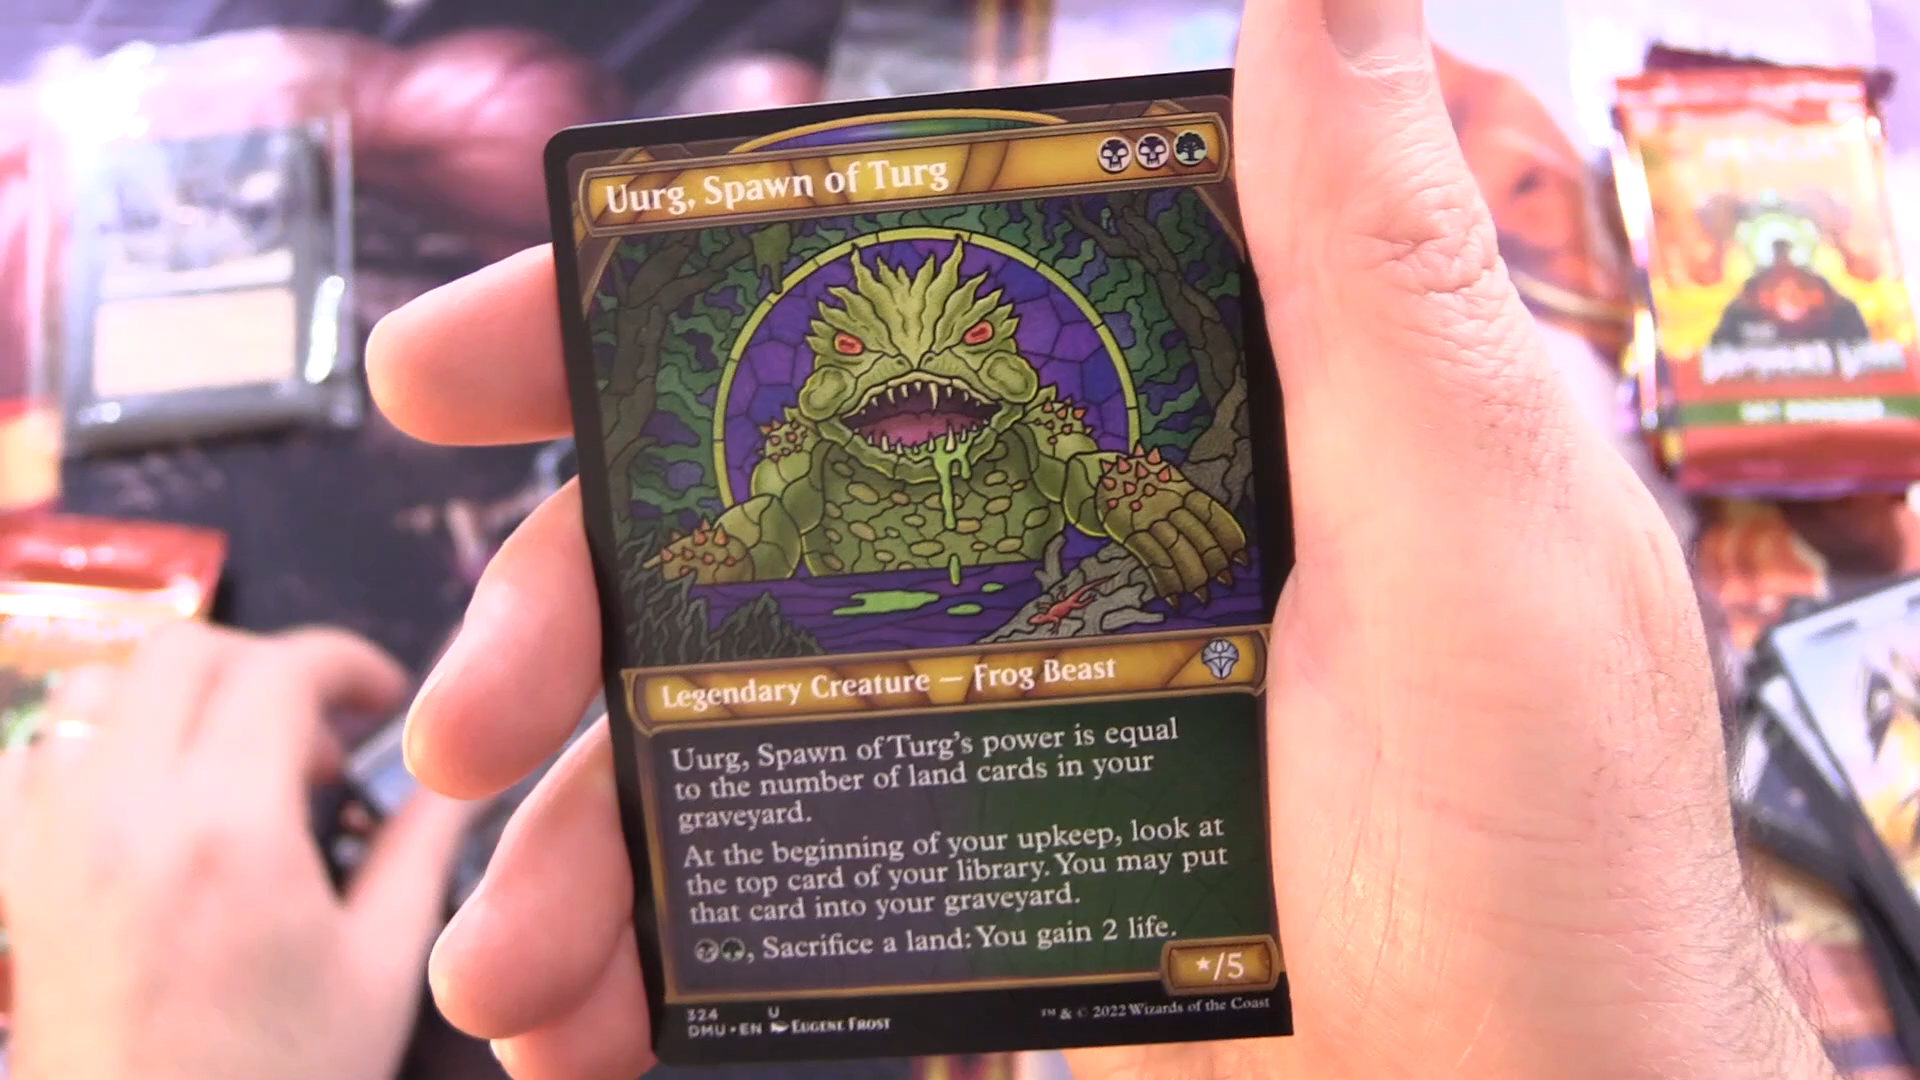 Uurg, Spawn of Turg
Legendary Creature — Frog Beast
Uurg, Spawn of Turg's power is equal
to the number of land cards in your
graveyard.
At the beginning of your upkeep, look at
the top card of your library. You may put
that card into your graveyard.
, Sacrifice a land: You gain 2 life.
*/5
324 U
DMU • EN EUGENE FROST
™ & © 2022 Wizards of the Coast